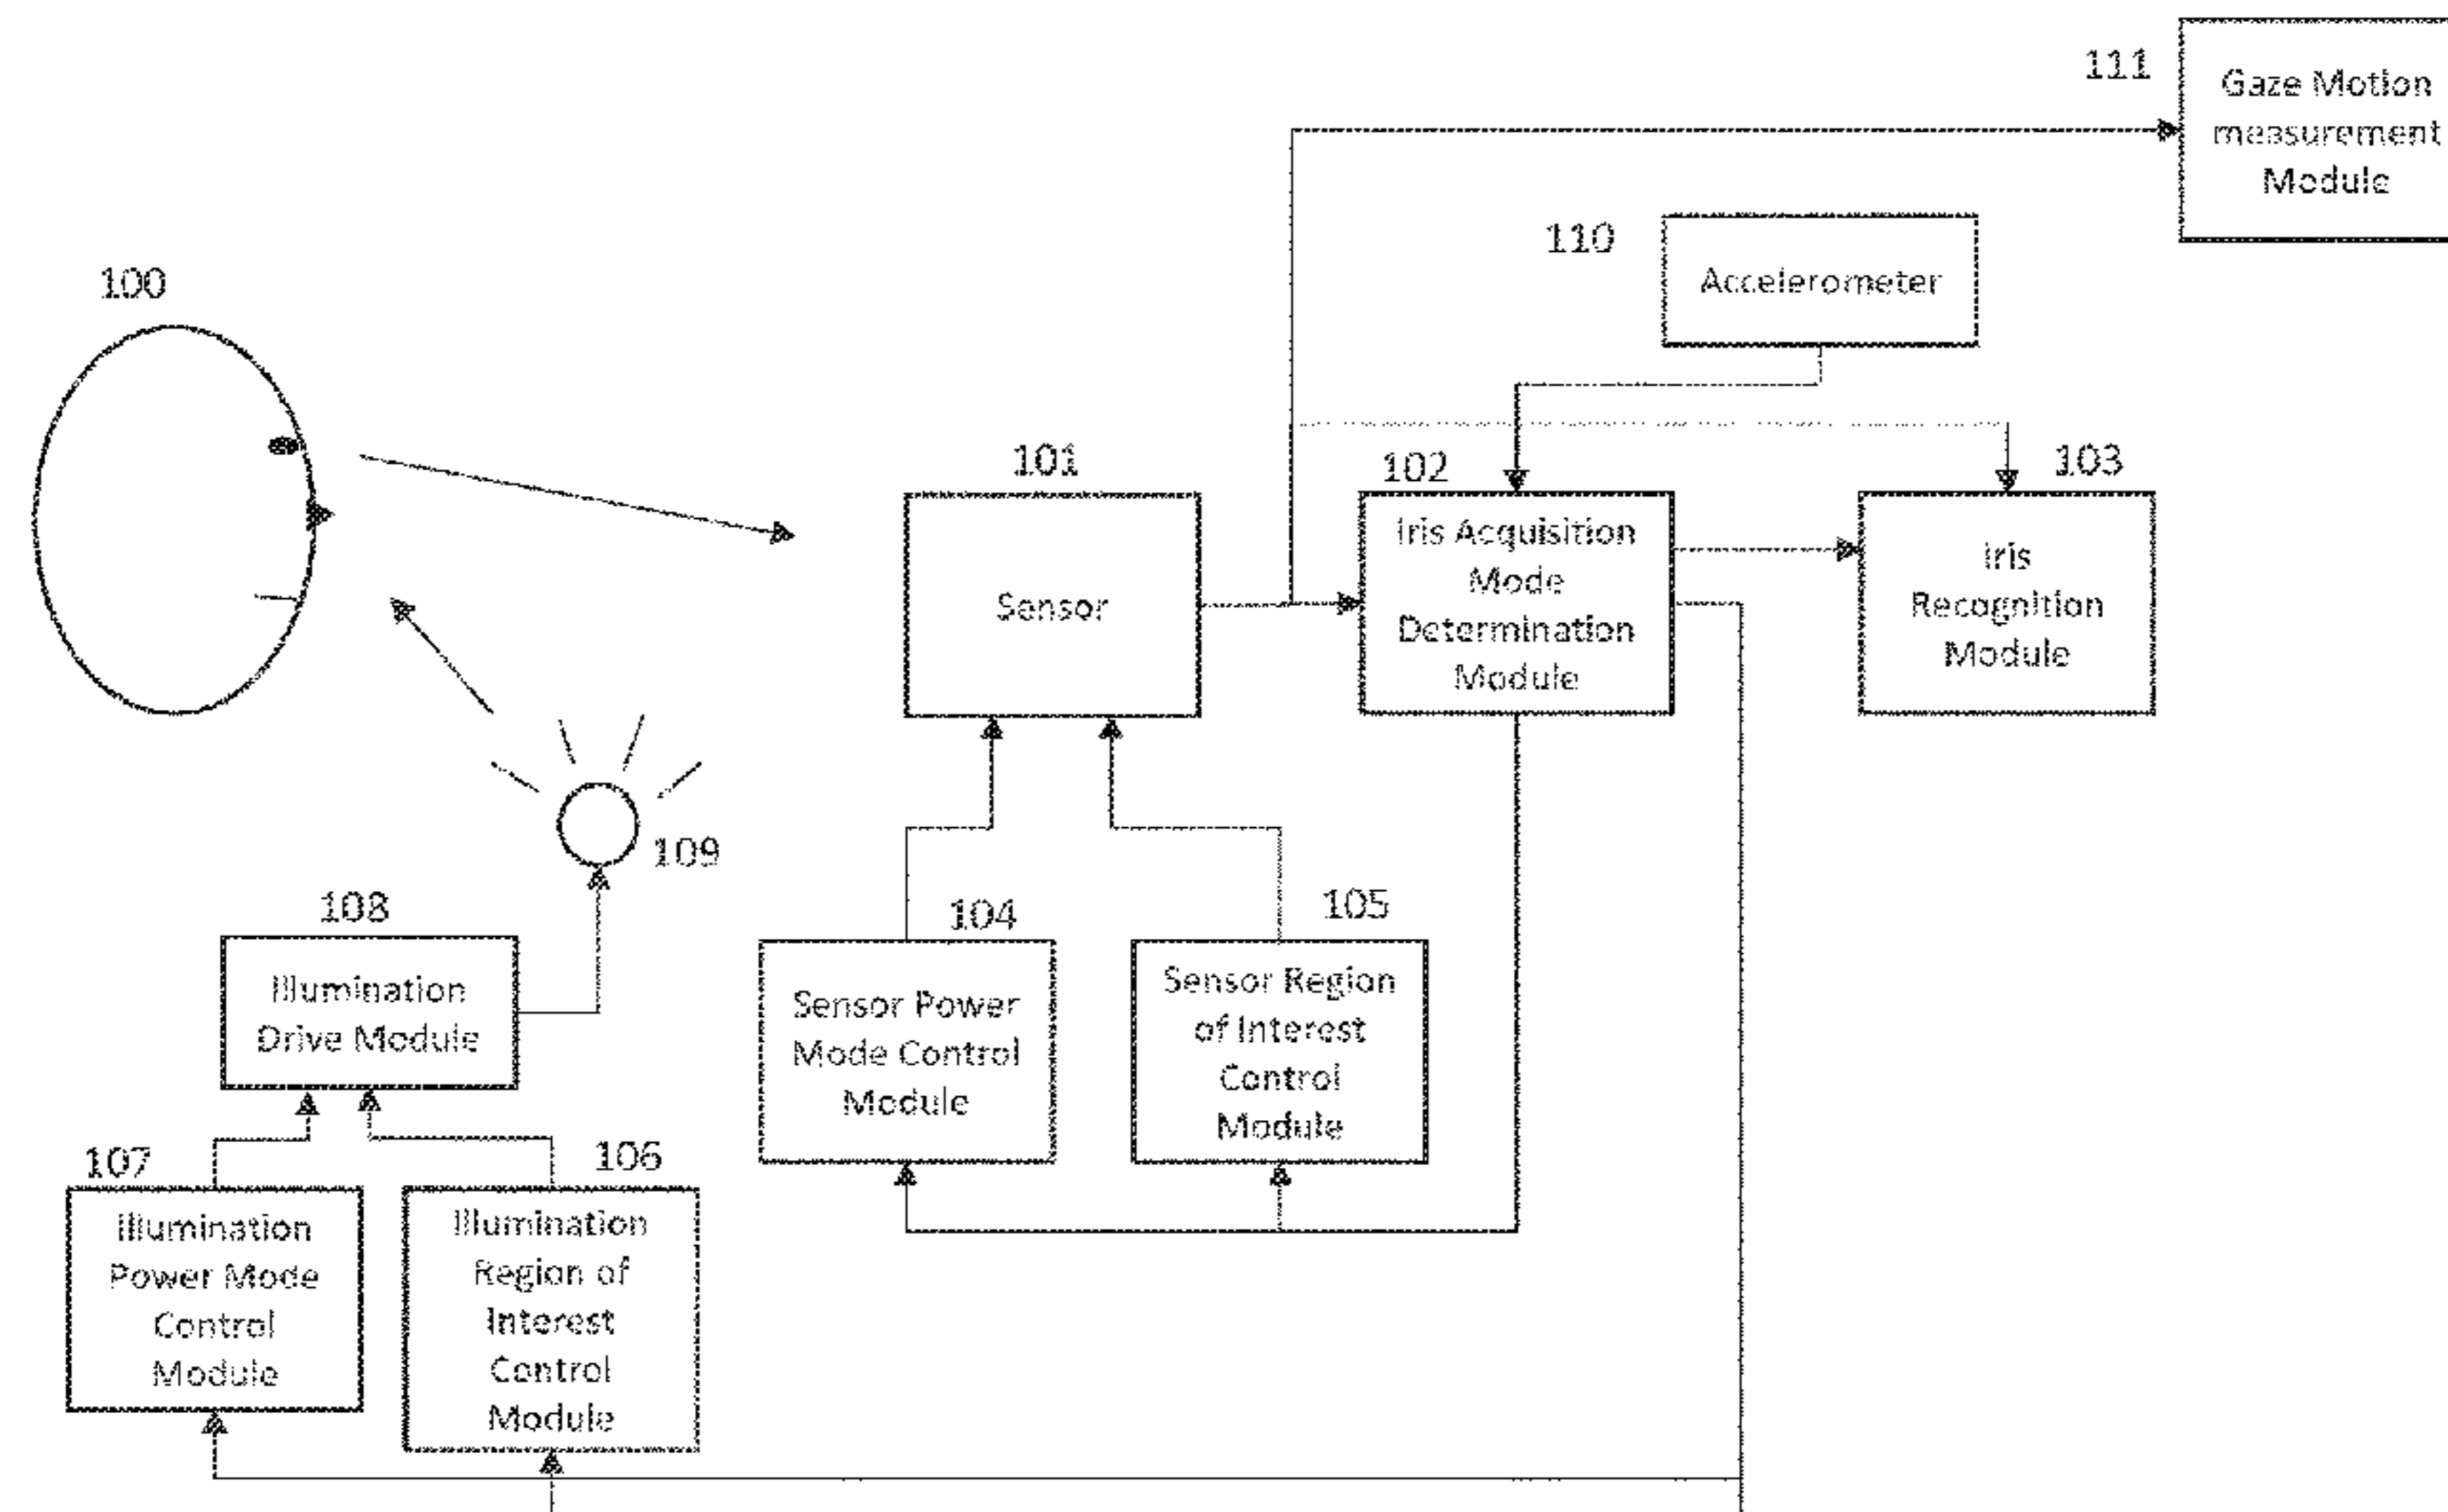 111
Gaze Motion
measurement
Module
110
Accelerometer
100
101
Sensor
102
Iris Acquisition
Mode
Determination
Module
103
Iris
Recognition
Module
109
108
Illumination
Drive Module
104
Sensor Power
Mode Control
Module
105
Sensor Region
of Interest
Control
Module
107
Illumination
Power Mode
Control
Module
106
Illumination
Region of
Interest
Control
Module